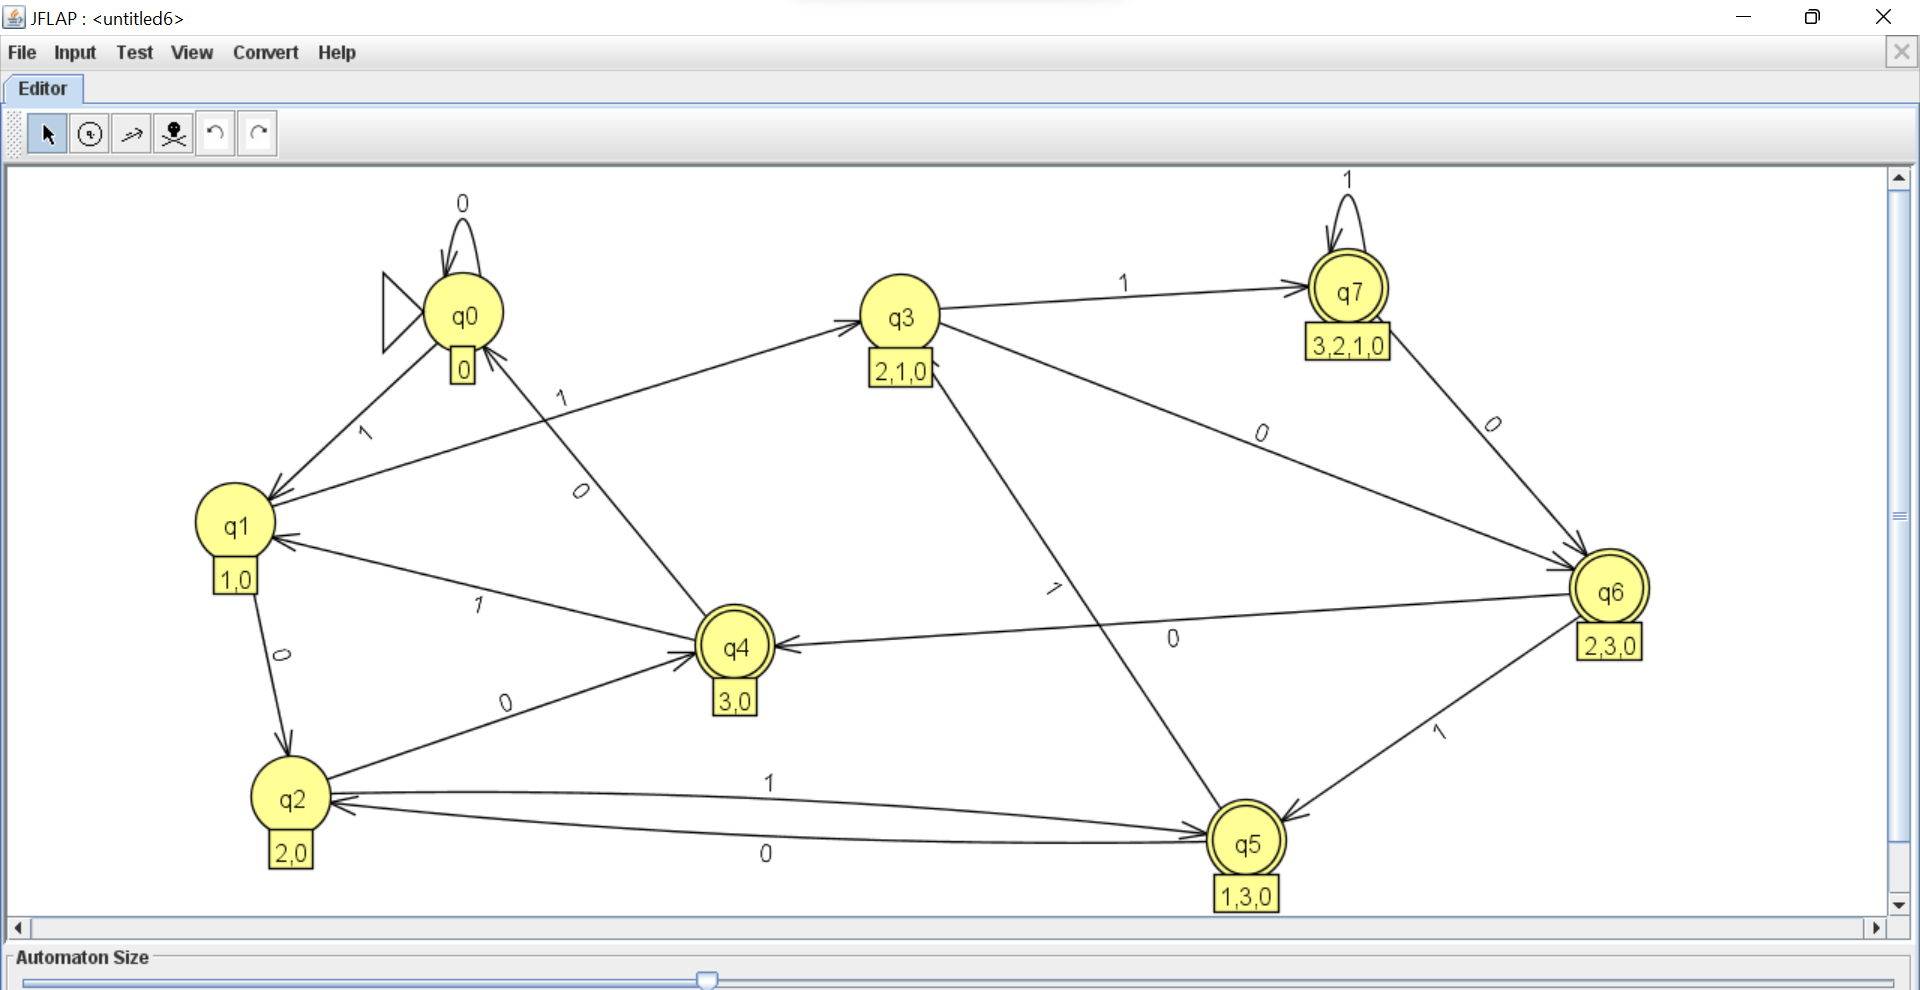 JFLAP : <untitled6>
File Input Test View Convert Help
Editor
0
1
q0
0
q3
2,1,0
1
q7
3,2,1,0
1
1
0
0
0
q1
1,0
1
0
q4
3,0
1
0
q6
2,3,0
0
0
1
q2
2,0
1
0
q5
1,3,0
Automaton Size